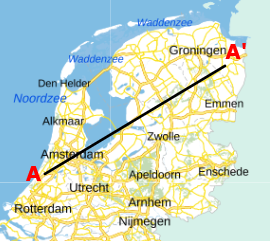 Waddenzee
Groningen
A'
Waddenzee
Den Helder
Noordzee
Emmen
Alkmaar
Zwolle
Amsterdam
A
Apeldoorn
Enschede
Utrecht
Arnhem
Rotterdam
Nijmegen